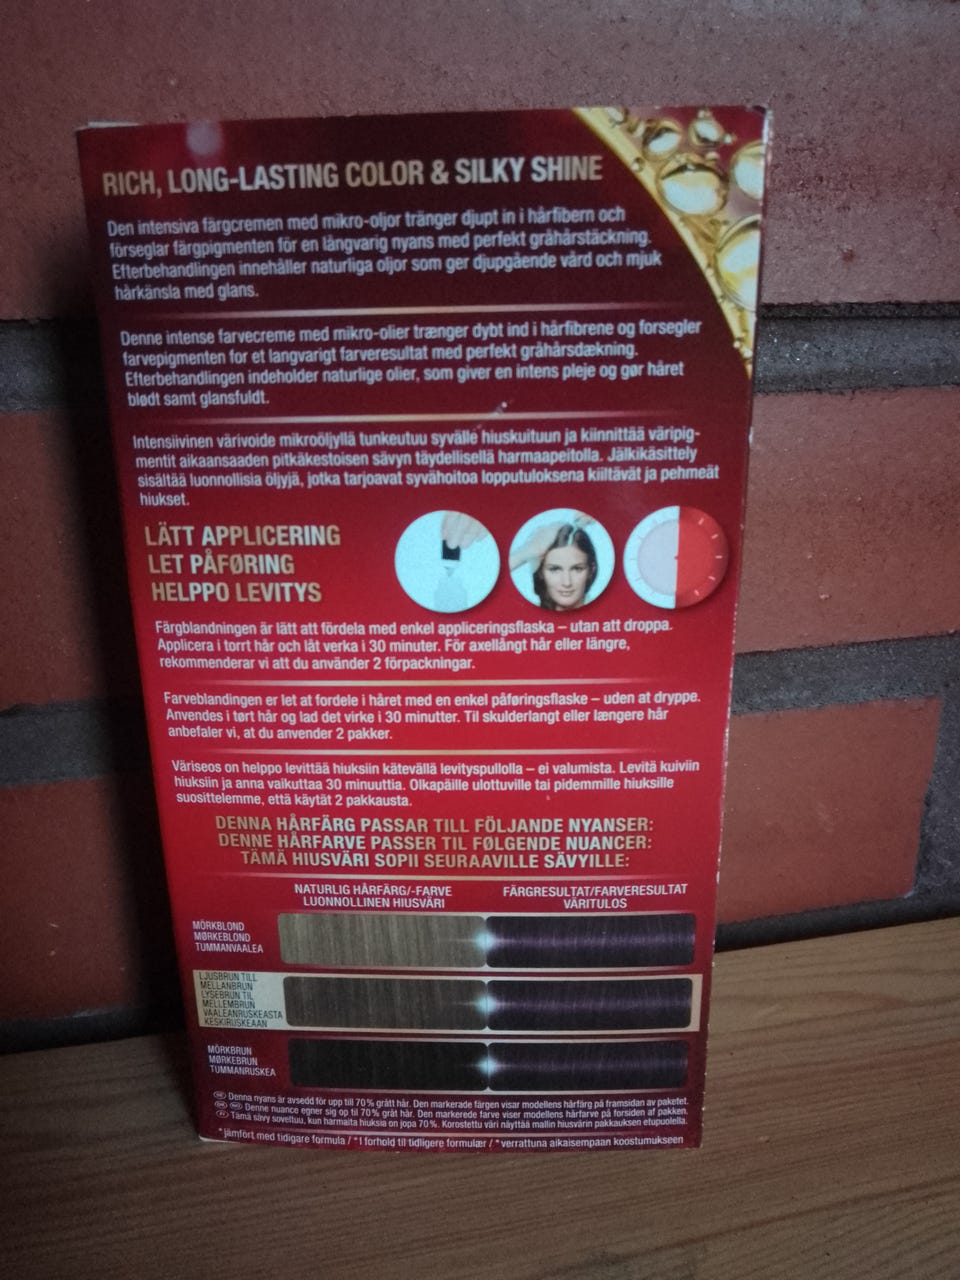 RICH, LONG-LASTING COLOR & SILKY SHINE
Den intensiva färgcremen med mikro-oljor tränger djupt in i hårfibern och
förseglar färgpigmenten för en långvarig nyans med perfekt gråhårstäckning.
Efterbehandlingen innehåller naturliga oljor som ger djupgående vård och mjuk
hårkänsla med glans.
Denne intense farvecreme med mikro-olier trænger dybt ind i hårfibrene og forsegler
farvepigmenten for et langvarigt farveresultat med perfekt gråhårsdækning.
Efterbehandlingen indeholder naturlige olier, som giver en intens pleje og gør håret
blødt samt glansfuldt.
Intensiivinen värivoide mikroöljyllä tunkeutuu syvälle hiuskuituun ja kiinnittää väripig-
mentit aikaansaaden pitkäkestoisen sävyn täydellisellä harmaapeitolla. Jälkikäsittely
sisältää luonnollisia öljyjä, jotka tarjoavat syvähoitoa lopputuloksena kiiltävät ja pehmeät
hiukset.
LÄTT APPLICERING
LET PÅFØRING
HELPPO LEVITYS
Färgblandningen är lätt att fördela med enkel appliceringsflaska – utan att droppa.
Applicera i torrt hår och låt verka i 30 minuter. För axellångt hår eller längre,
rekommenderar vi att du använder 2 förpackningar.
Farveblandingen er let at fordele i håret med en enkel påføringsflaske – uden at dryppe.
Anvendes i tørt hår og lad det virke i 30 minutter. Til skulderlangt eller længere hår
anbefaler vi, at du anvender 2 pakker.
Väriseos on helppo levittää hiuksiin kätevällä levityspullolla – ei valumista. Levitä kuiviin
hiuksiin ja anna vaikuttaa 30 minuuttia. Olkapäille ulottuville tai pidemmille hiuksille
suosittelemme, että käytät 2 pakkausta.
DENNA HÅRFÄRG PASSAR TILL FÖLJANDE NYANSER:
DENNE HÅRFARVE PASSER TIL FØLGENDE NUANCER:
TÄMÄ HIUSVÄRI SOPII SEURAAVILLE SÄVYILLE:
NATURLIG HÅRFÄRG/-FARVE
LUONNOLLINEN HIUSVÄRI
FÄRGRESULTAT/FARVERESULTAT
VÄRITULOS
MÖRKBLOND
MØRKEBLOND
TUMMANVAALEA
LJUSBRUN TILL
MELLANBRUN
LYSEBRUN TIL
MELLEMBRUN
VAALEANRUSKEASTA
KESKIRUSKEAAN
MÖRKBRUN
MØRKEBRUN
TUMMANRUSKEA
SE Denna nyans är avsedd för upp till 70% grått hår. Den markerade färgen visar modellens hårfärg på framsidan av paketet.
DK NO Denne nuance egner sig op til 70% gråt hår. Den markerede farve viser modellens hårfarve på forsiden af pakken.
FI Tämä sävy soveltuu, kun harmaita hiuksia on jopa 70%. Korostettu väri näyttää mallin hiusvärin pakkauksen etupuolella.
*jämfört med tidigare formula / *I forhold til tidligere formulær / *verrattuna aikaisempaan koostumukseen